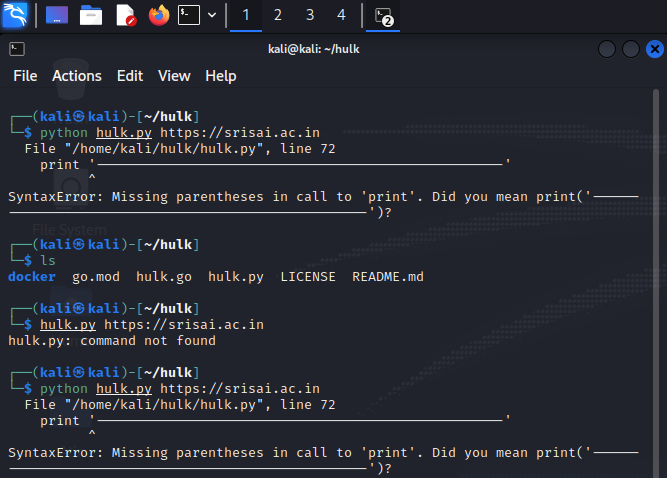 1 2 3 4 2
kali@kali: ~/hulk
File Actions Edit View Help
┌──(kali㉿kali)-[~/hulk]
└─$ python hulk.py https://srisai.ac.in
File "/home/kali/hulk/hulk.py", line 72
print '───────────────────────────────────────────────────'
^
SyntaxError: Missing parentheses in call to 'print'. Did you mean print('──────
─────────────────────────────────────────────')?
File System
┌──(kali㉿kali)-[~/hulk]
└─$ ls
docker go.mod hulk.go hulk.py LICENSE README.md
┌──(kali㉿kali)-[~/hulk]
└─$ hulk.py https://srisai.ac.in
hulk.py: command not found
┌──(kali㉿kali)-[~/hulk]
└─$ python hulk.py https://srisai.ac.in
File "/home/kali/hulk/hulk.py", line 72
print '───────────────────────────────────────────────────'
^
SyntaxError: Missing parentheses in call to 'print'. Did you mean print('──────
─────────────────────────────────────────────')?